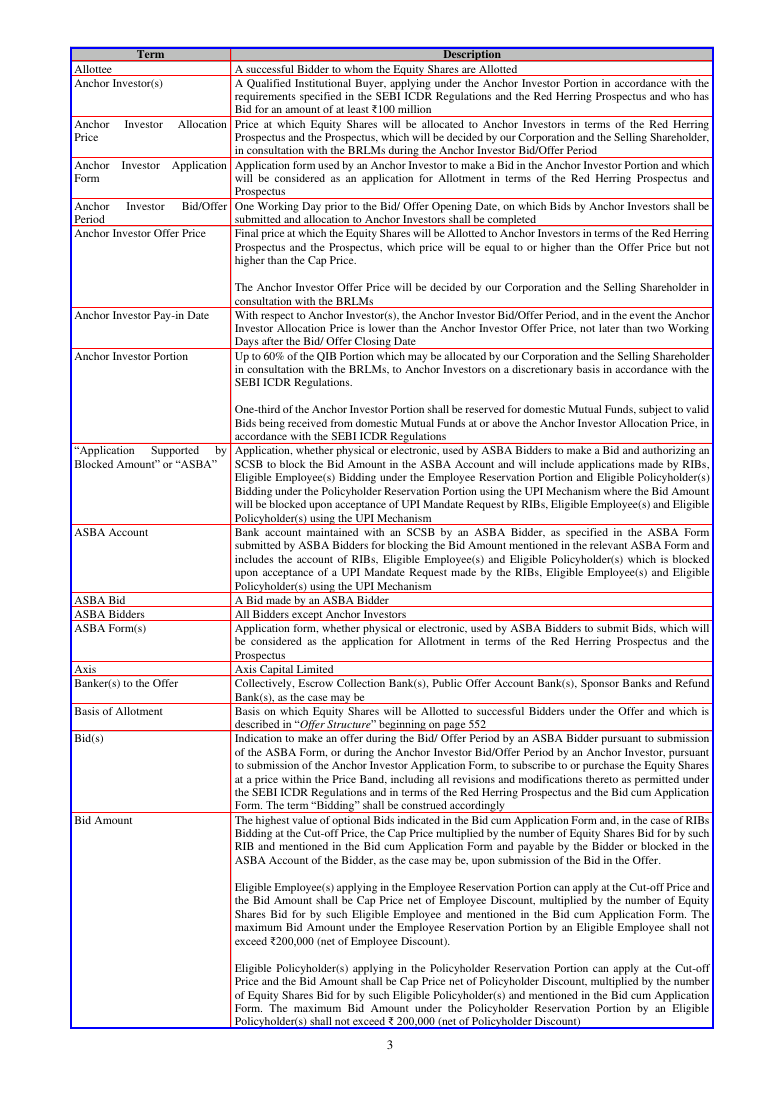 Term Description
Allottee A successful Bidder to whom the Equity Shares are Allotted
Anchor Investor(s) A Qualified Institutional Buyer, applying under the Anchor Investor Portion in accordance with the
requirements specified in the SEBI ICDR Regulations and the Red Herring Prospectus and who has
Bid for an amount of at least ₹100 million
Anchor Investor Allocation Price at which Equity Shares will be allocated to Anchor Investors in terms of the Red Herring
Price Prospectus and the Prospectus, which will be decided by our Corporation and the Selling Shareholder,
in consultation with the BRLMs during the Anchor Investor Bid/Offer Period
Anchor Investor Application Application form used by an Anchor Investor to make a Bid in the Anchor Investor Portion and which
Form will be considered as an application for Allotment in terms of the Red Herring Prospectus and
Prospectus
Anchor Investor Bid/Offer One Working Day prior to the Bid/ Offer Opening Date, on which Bids by Anchor Investors shall be
Period submitted and allocation to Anchor Investors shall be completed
Anchor Investor Offer Price Final price at which the Equity Shares will be Allotted to Anchor Investors in terms of the Red Herring
Prospectus and the Prospectus, which price will be equal to or higher than the Offer Price but not
higher than the Cap Price.
The Anchor Investor Offer Price will be decided by our Corporation and the Selling Shareholder in
consultation with the BRLMs
Anchor Investor Pay-in Date With respect to Anchor Investor(s), the Anchor Investor Bid/Offer Period, and in the event the Anchor
Investor Allocation Price is lower than the Anchor Investor Offer Price, not later than two Working
Days after the Bid/ Offer Closing Date
Anchor Investor Portion Up to 60% of the QIB Portion which may be allocated by our Corporation and the Selling Shareholder
in consultation with the BRLMs, to Anchor Investors on a discretionary basis in accordance with the
SEBI ICDR Regulations.
One-third of the Anchor Investor Portion shall be reserved for domestic Mutual Funds, subject to valid
Bids being received from domestic Mutual Funds at or above the Anchor Investor Allocation Price, in
accordance with the SEBI ICDR Regulations
“Application Supported by Application, whether physical or electronic, used by ASBA Bidders to make a Bid and authorizing an
Blocked Amount” or “ASBA” SCSB to block the Bid Amount in the ASBA Account and will include applications made by RIBs,
Eligible Employee(s) Bidding under the Employee Reservation Portion and Eligible Policyholder(s)
Bidding under the Policyholder Reservation Portion using the UPI Mechanism where the Bid Amount
will be blocked upon acceptance of UPI Mandate Request by RIBs, Eligible Employee(s) and Eligible
Policyholder(s) using the UPI Mechanism
ASBA Account Bank account maintained with an SCSB by an ASBA Bidder, as specified in the ASBA Form
submitted by ASBA Bidders for blocking the Bid Amount mentioned in the relevant ASBA Form and
includes the account of RIBs, Eligible Employee(s) and Eligible Policyholder(s) which is blocked
upon acceptance of a UPI Mandate Request made by the RIBs, Eligible Employee(s) and Eligible
Policyholder(s) using the UPI Mechanism
ASBA Bid A Bid made by an ASBA Bidder
ASBA Bidders All Bidders except Anchor Investors
ASBA Form(s) Application form, whether physical or electronic, used by ASBA Bidders to submit Bids, which will
be considered as the application for Allotment in terms of the Red Herring Prospectus and the
Prospectus
Axis Axis Capital Limited
Banker(s) to the Offer Collectively, Escrow Collection Bank(s), Public Offer Account Bank(s), Sponsor Banks and Refund
Bank(s), as the case may be
Basis of Allotment Basis on which Equity Shares will be Allotted to successful Bidders under the Offer and which is
described in “Offer Structure” beginning on page 552
Bid(s) Indication to make an offer during the Bid/ Offer Period by an ASBA Bidder pursuant to submission
of the ASBA Form, or during the Anchor Investor Bid/Offer Period by an Anchor Investor, pursuant
to submission of the Anchor Investor Application Form, to subscribe to or purchase the Equity Shares
at a price within the Price Band, including all revisions and modifications thereto as permitted under
the SEBI ICDR Regulations and in terms of the Red Herring Prospectus and the Bid cum Application
Form. The term “Bidding” shall be construed accordingly
Bid Amount The highest value of optional Bids indicated in the Bid cum Application Form and, in the case of RIBs
Bidding at the Cut-off Price, the Cap Price multiplied by the number of Equity Shares Bid for by such
RIB and mentioned in the Bid cum Application Form and payable by the Bidder or blocked in the
ASBA Account of the Bidder, as the case may be, upon submission of the Bid in the Offer.
Eligible Employee(s) applying in the Employee Reservation Portion can apply at the Cut-off Price and
the Bid Amount shall be Cap Price net of Employee Discount, multiplied by the number of Equity
Shares Bid for by such Eligible Employee and mentioned in the Bid cum Application Form. The
maximum Bid Amount under the Employee Reservation Portion by an Eligible Employee shall not
exceed ₹200,000 (net of Employee Discount).
Eligible Policyholder(s) applying in the Policyholder Reservation Portion can apply at the Cut-off
Price and the Bid Amount shall be Cap Price net of Policyholder Discount, multiplied by the number
of Equity Shares Bid for by such Eligible Policyholder(s) and mentioned in the Bid cum Application
Form. The maximum Bid Amount under the Policyholder Reservation Portion by an Eligible
Policyholder(s) shall not exceed ₹ 200,000 (net of Policyholder Discount)
3